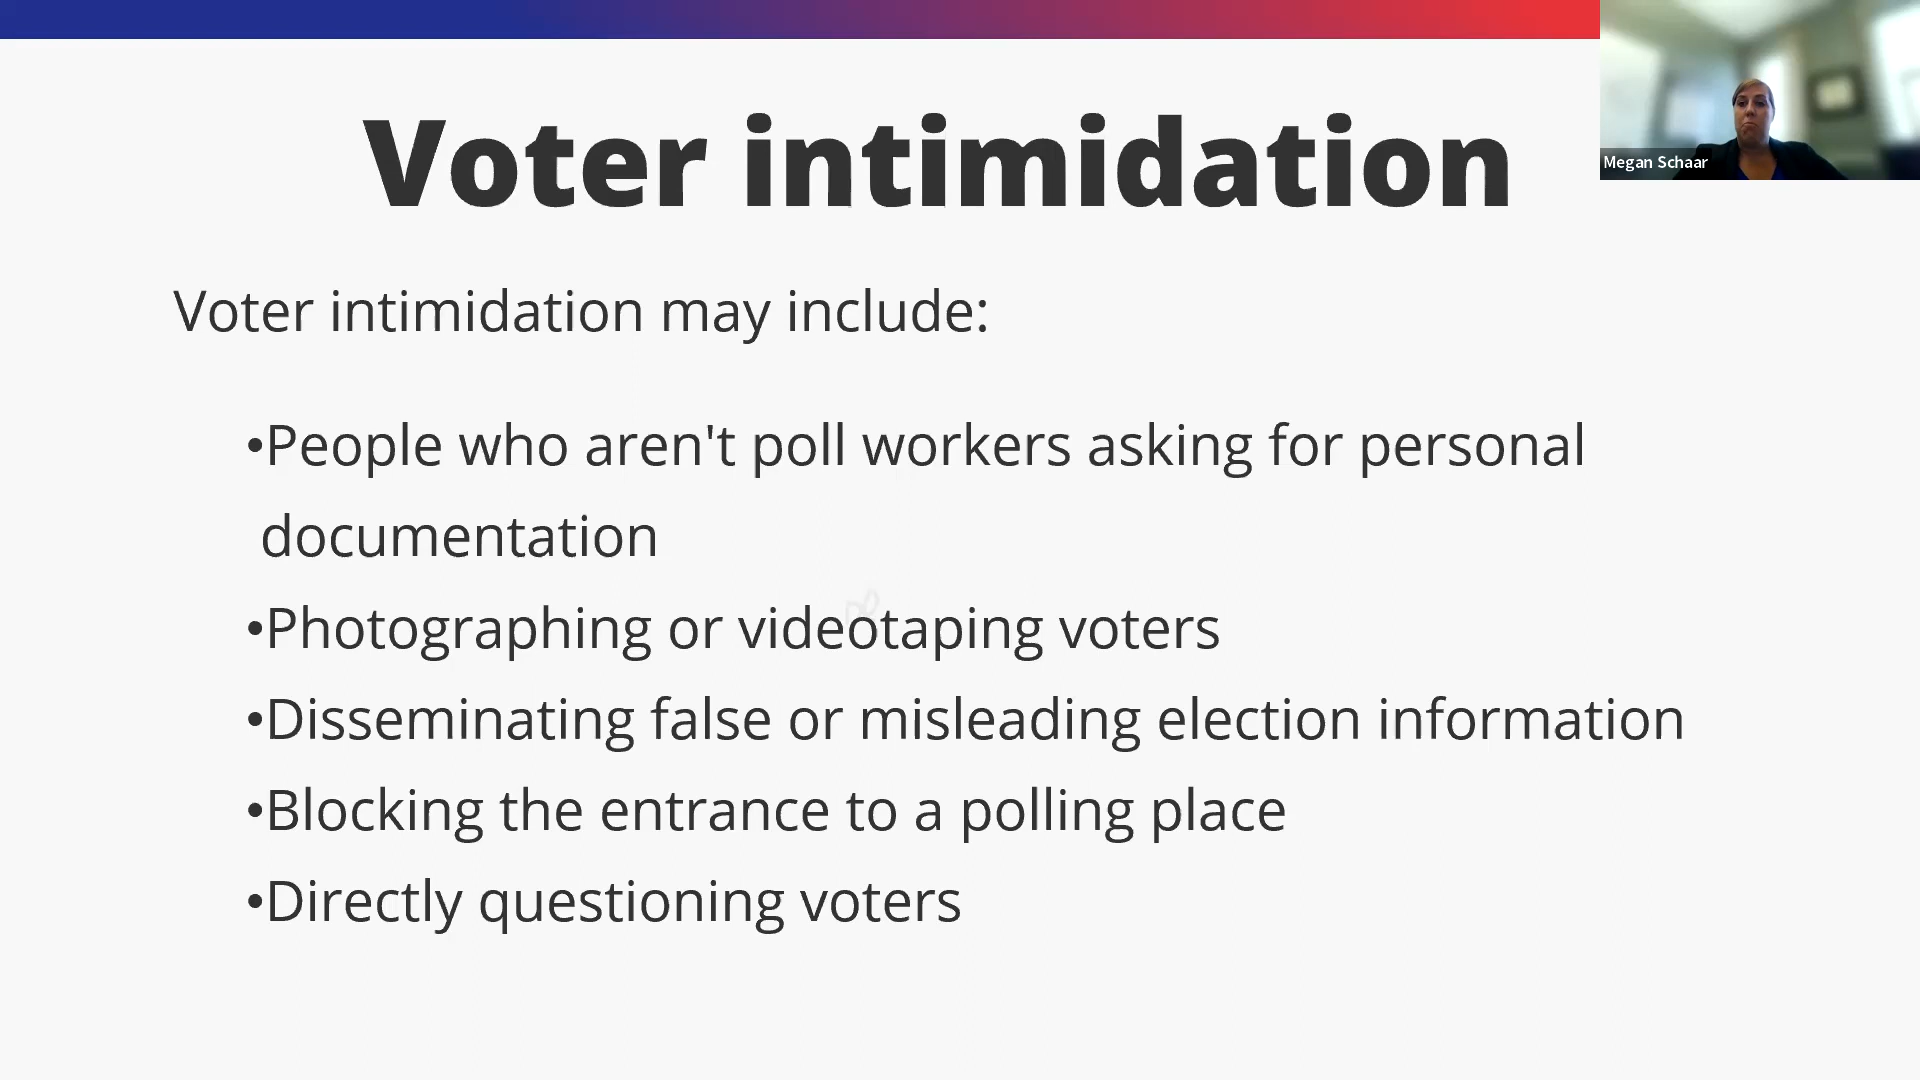 Voter intimidation
Megan Schaar
Voter intimidation may include:
•People who aren't poll workers asking for personal
documentation
•Photographing or videotaping voters
•Disseminating false or misleading election information
•Blocking the entrance to a polling place
•Directly questioning voters